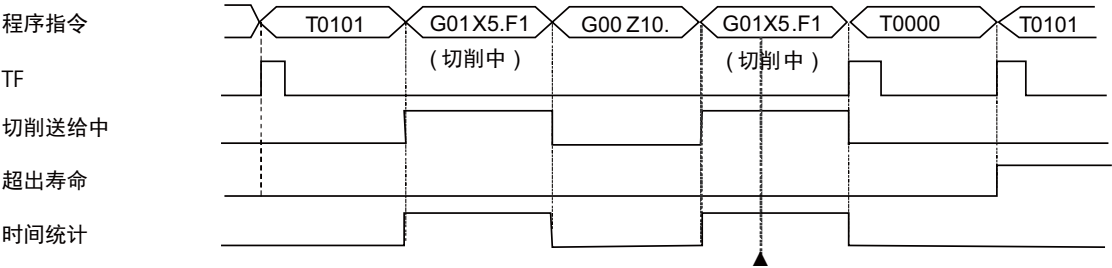 程序指令 T0101 G01X5.F1 G00 Z10. G01X5.F1 T0000 T0101
(切削中) (切削中)
TF
切削送给中
超出寿命
时间统计